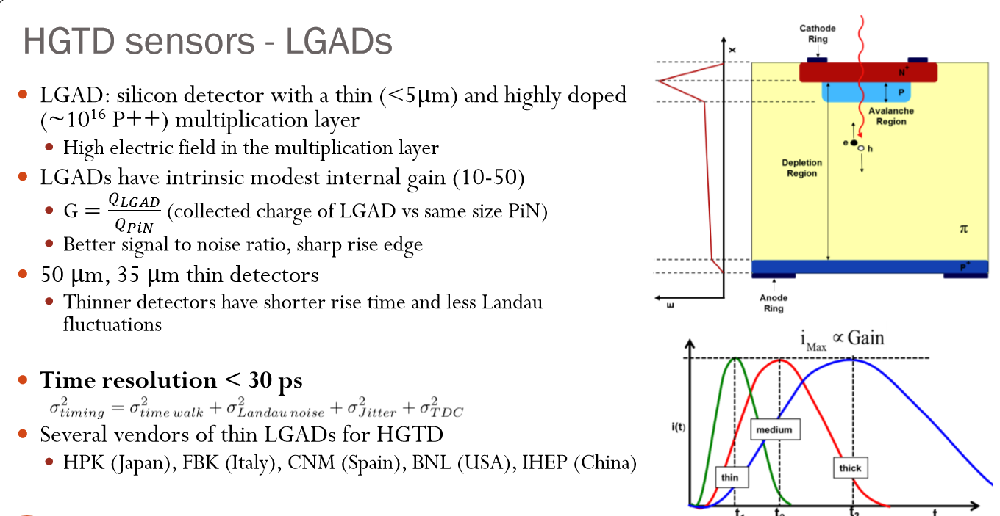 HGTD sensors - LGADs
• LGAD: silicon detector with a thin (<5μm) and highly doped
(~10¹⁶ P++) multiplication layer
• High electric field in the multiplication layer
• LGADs have intrinsic modest internal gain (10-50)
• G = Q_LGAD / Q_PiN (collected charge of LGAD vs same size PiN)
• Better signal to noise ratio, sharp rise edge
• 50 μm, 35 μm thin detectors
• Thinner detectors have shorter rise time and less Landau
fluctuations
• Time resolution < 30 ps
σ²_timing = σ²_time walk + σ²_Landau noise + σ²_Jitter + σ²_TDC
• Several vendors of thin LGADs for HGTD
• HPK (Japan), FBK (Italy), CNM (Spain), BNL (USA), IHEP (China)
Cathode
Ring
x
N⁺
P
Avalanche
Region
e
h
Depletion
Region
π
P⁺
E
Anode
Ring
i_Max ∝ Gain
i(t)
medium
thin
thick
t₁
t₂
t₃
t